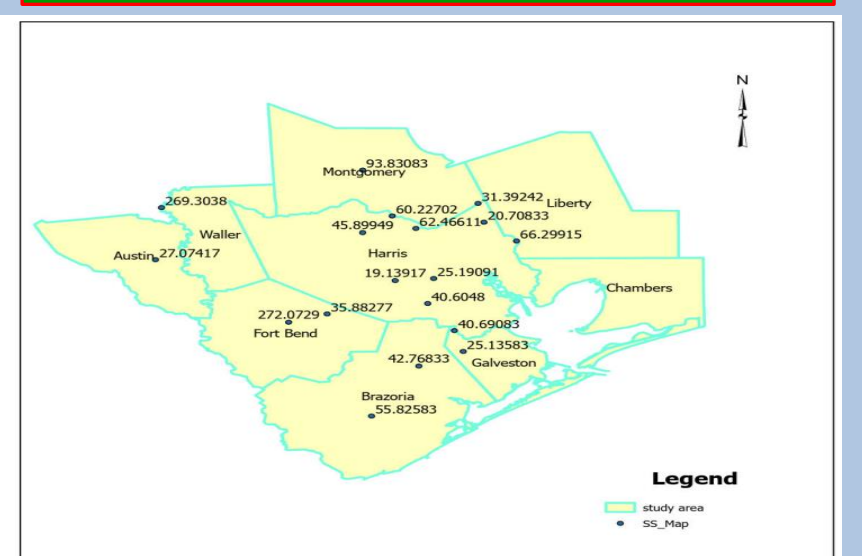 N
93.83083
Montgomery
269.3038
31.39242
Liberty
60.22702
20.70833
45.89949
62.46611
66.29915
Waller
Harris
Austin 27.07417
19.13917
25.19091
Chambers
40.6048
272.0729
35.88277
Fort Bend
40.69083
25.13583
42.76833
Galveston
Brazoria
55.82583
Legend
study area
SS_Map